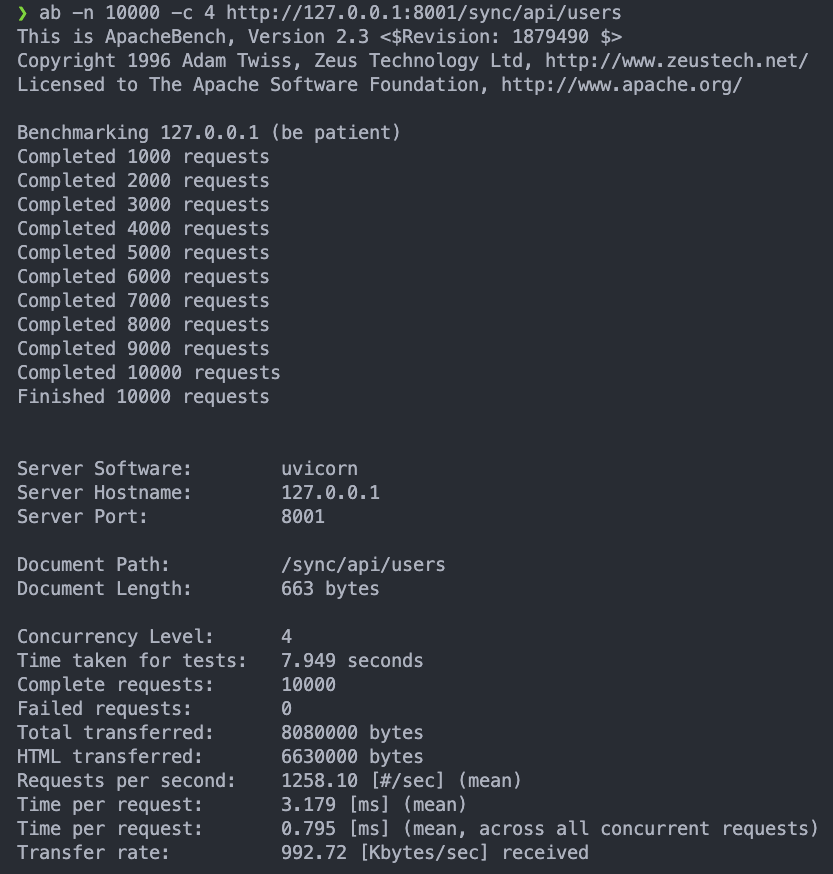 ❯ ab -n 10000 -c 4 http://127.0.0.1:8001/sync/api/users
This is ApacheBench, Version 2.3 <$Revision: 1879490 $>
Copyright 1996 Adam Twiss, Zeus Technology Ltd, http://www.zeustech.net/
Licensed to The Apache Software Foundation, http://www.apache.org/

Benchmarking 127.0.0.1 (be patient)
Completed 1000 requests
Completed 2000 requests
Completed 3000 requests
Completed 4000 requests
Completed 5000 requests
Completed 6000 requests
Completed 7000 requests
Completed 8000 requests
Completed 9000 requests
Completed 10000 requests
Finished 10000 requests


Server Software:        uvicorn
Server Hostname:        127.0.0.1
Server Port:            8001

Document Path:          /sync/api/users
Document Length:        663 bytes

Concurrency Level:      4
Time taken for tests:   7.949 seconds
Complete requests:      10000
Failed requests:        0
Total transferred:      8080000 bytes
HTML transferred:       6630000 bytes
Requests per second:    1258.10 [#/sec] (mean)
Time per request:       3.179 [ms] (mean)
Time per request:       0.795 [ms] (mean, across all concurrent requests)
Transfer rate:          992.72 [Kbytes/sec] received